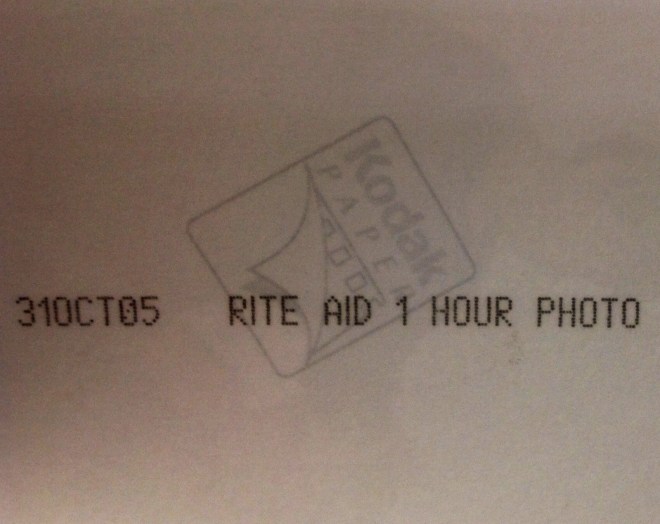 Kodak
PAPER
31OCT05 RITE AID 1 HOUR PHOTO